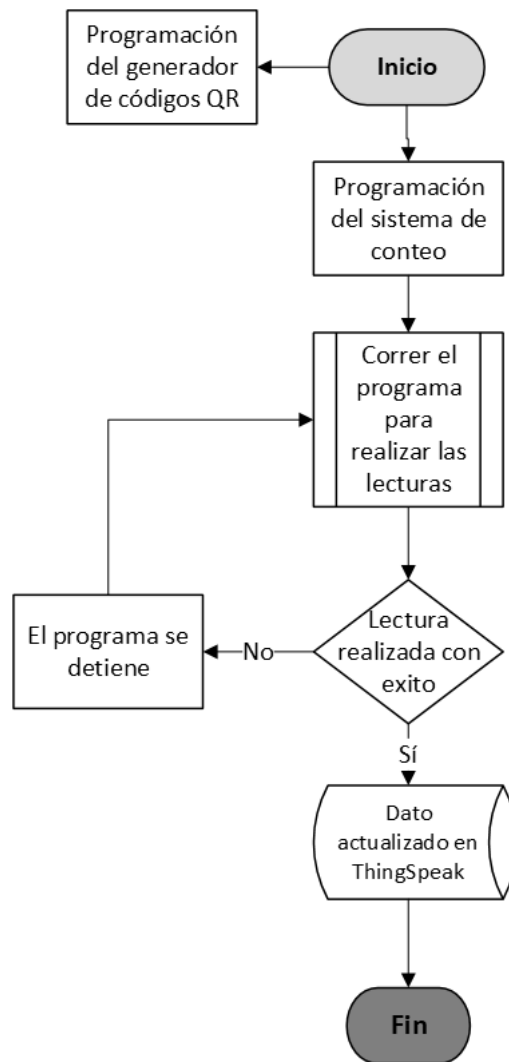 Programación
del generador
de códigos QR
Inicio
Programación
del sistema de
conteo
Correr el
programa
para
realizar las
lecturas
El programa se
detiene
No
Lectura
realizada con
exito
Sí
Dato
actualizado en
ThingSpeak
Fin